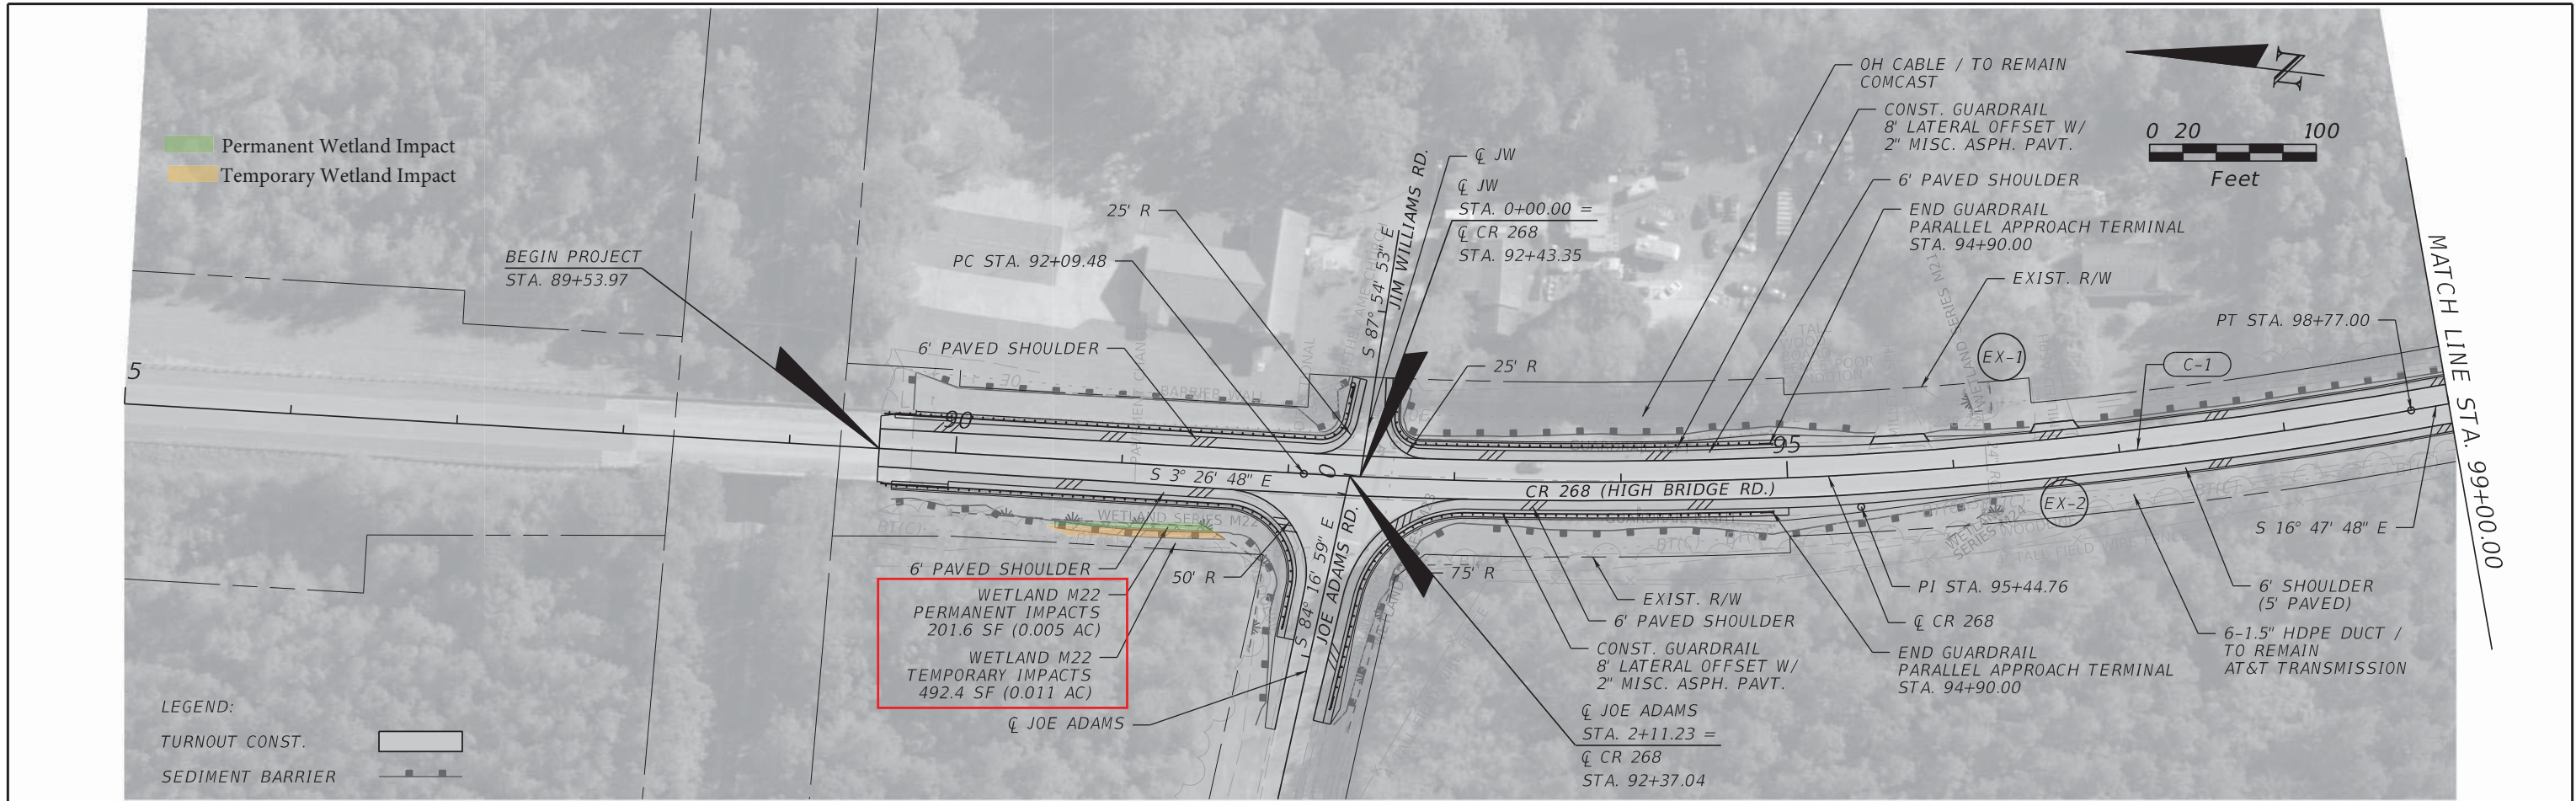 Permanent Wetland Impact
Temporary Wetland Impact
BEGIN PROJECT
STA. 89+53.97
25' R
PC STA. 92+09.48
6' PAVED SHOULDER
℄ JW
℄ JW
STA. 0+00.00 =
℄ CR 268
STA. 92+43.35
S 87° 54' 53" E
JIM WILLIAMS RD.
25' R
OH CABLE / TO REMAIN
COMCAST
CONST. GUARDRAIL
8' LATERAL OFFSET W/
2" MISC. ASPH. PAVT.
6' PAVED SHOULDER
END GUARDRAIL
PARALLEL APPROACH TERMINAL
STA. 94+90.00
EXIST. R/W
N
0 20 100
Feet
MATCH LINE STA. 99+00.00
PT STA. 98+77.00
EX-1
C-1
5
90
0
95
BARRIER WALL
S 3° 26' 48" E
CR 268 (HIGH BRIDGE RD.)
WETLAND SERIES M22
WETLAND SERIES M21
EX-2
S 16° 47' 48" E
6' PAVED SHOULDER
50' R
WETLAND M22
PERMANENT IMPACTS
201.6 SF (0.005 AC)
WETLAND M22
TEMPORARY IMPACTS
492.4 SF (0.011 AC)
℄ JOE ADAMS
S 84° 16' 59" E
JOE ADAMS RD.
75' R
EXIST. R/W
6' PAVED SHOULDER
CONST. GUARDRAIL
8' LATERAL OFFSET W/
2" MISC. ASPH. PAVT.
℄ JOE ADAMS
STA. 2+11.23 =
℄ CR 268
STA. 92+37.04
PI STA. 95+44.76
℄ CR 268
END GUARDRAIL
PARALLEL APPROACH TERMINAL
STA. 94+90.00
6' SHOULDER
(5' PAVED)
6-1.5" HDPE DUCT /
TO REMAIN
AT&T TRANSMISSION
LEGEND:
TURNOUT CONST.
SEDIMENT BARRIER